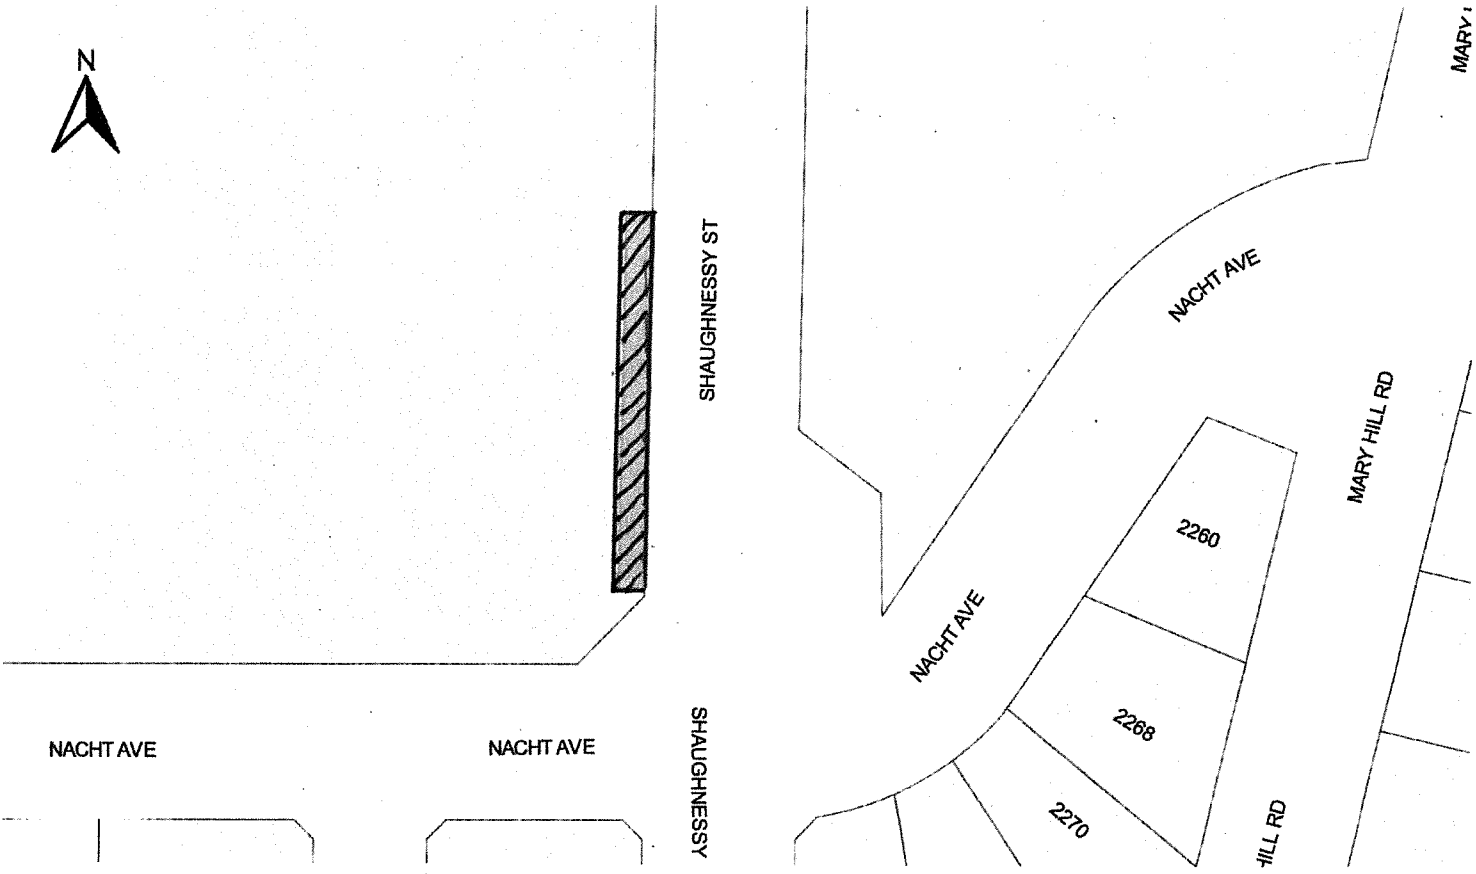 N
MARY
SHAUGHNESSY ST
NACHT AVE
MARY HILL RD
2260
NACHT AVE
2268
NACHT AVE
NACHT AVE
SHAUGHNESSY
2270
HILL RD